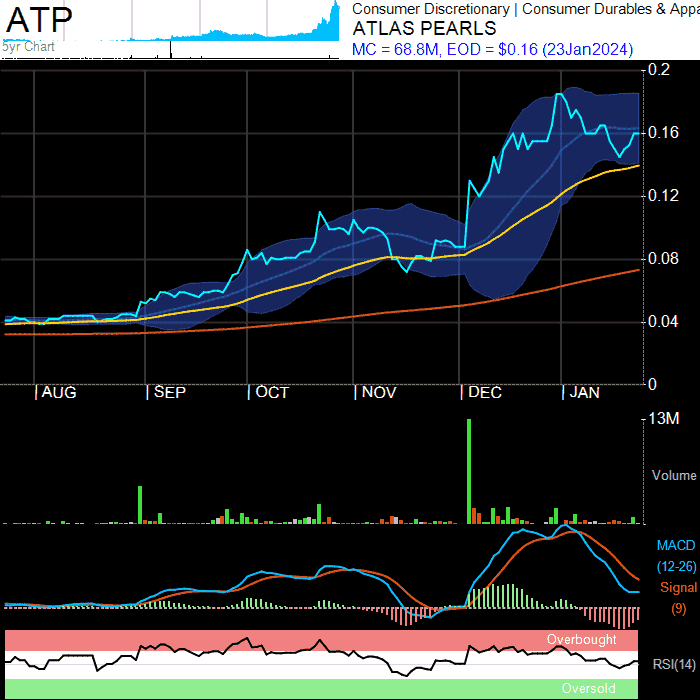 ATP
5yr Chart
Consumer Discretionary | Consumer Durables & Appa
ATLAS PEARLS
MC = 68.8M, EOD = $0.16 (23Jan2024)
0.2
0.16
0.12
0.08
0.04
0
AUG SEP OCT NOV DEC JAN
13M
Volume
MACD
(12-26)
Signal
(9)
Overbought
RSI(14)
Oversold